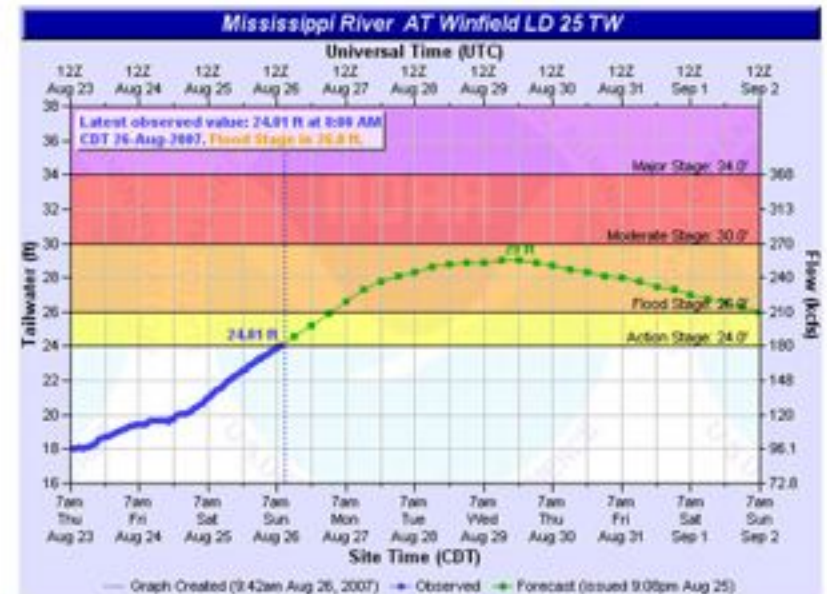 Mississippi River AT Winfield LD 25 TW
Universal Time (UTC)
12Z 12Z 12Z 12Z 12Z 12Z 12Z 12Z 12Z 12Z 12Z
Aug 23 Aug 24 Aug 25 Aug 26 Aug 27 Aug 28 Aug 29 Aug 30 Aug 31 Sep 1 Sep 2
38
Latest observed value: 24.01 ft at 8:00 AM
CDT 26-Aug-2007. Flood Stage is 26.0 ft.
36
Major Stage: 34.0'
34 368
32 313
Moderate Stage: 30.0'
30 270
29 ft
28 240
Flood Stage: 26.0'
26 210
24.01 ft
Action Stage: 24.0'
24 180
22 148
20 120
18 96.1
16 72.8
Tailwater (ft)
Flow (kcfs)
7am 7am 7am 7am 7am 7am 7am 7am 7am 7am 7am
Thu Fri Sat Sun Mon Tue Wed Thu Fri Sat Sun
Aug 23 Aug 24 Aug 25 Aug 26 Aug 27 Aug 28 Aug 29 Aug 30 Aug 31 Sep 1 Sep 2
Site Time (CDT)
Graph Created (9:42am Aug 26, 2007) Observed Forecast (issued 9:08pm Aug 25)